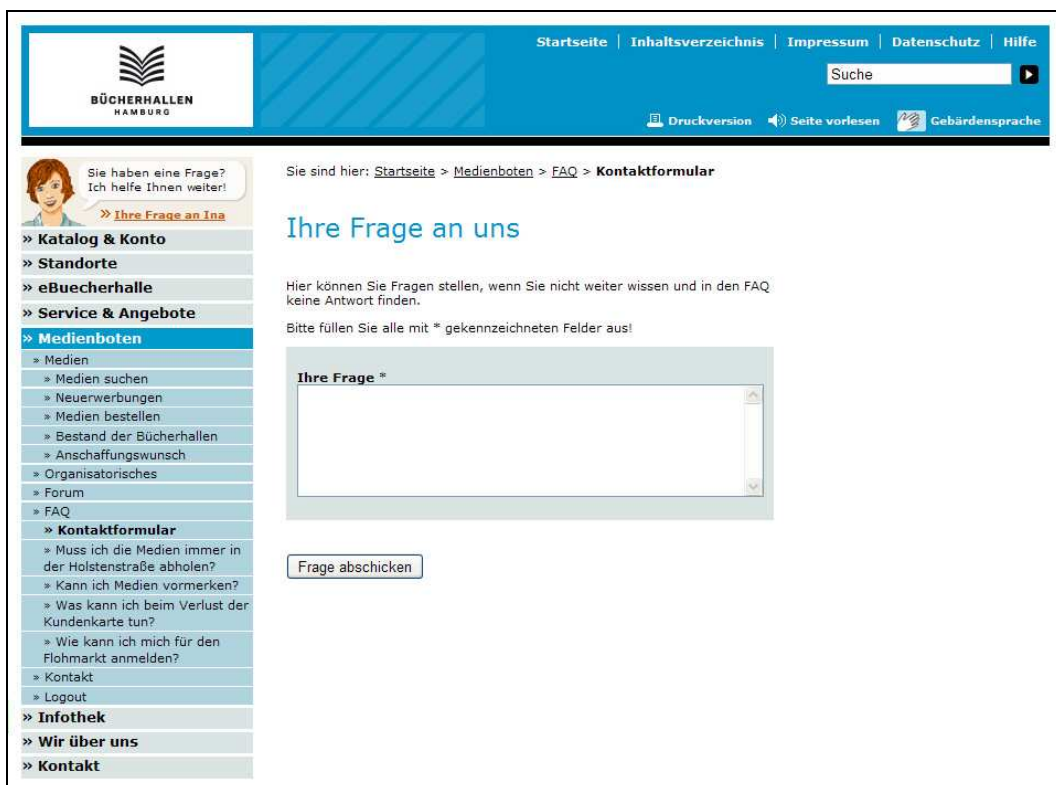 BÜCHERHALLEN
HAMBURG
Startseite | Inhaltsverzeichnis | Impressum | Datenschutz | Hilfe
Suche
Druckversion Seite vorlesen Gebärdensprache
Sie haben eine Frage?
Ich helfe Ihnen weiter!
» Ihre Frage an Ina
» Katalog & Konto
» Standorte
» eBuecherhalle
» Service & Angebote
» Medienboten
» Medien
» Medien suchen
» Neuerwerbungen
» Medien bestellen
» Bestand der Bücherhallen
» Anschaffungswunsch
» Organisatorisches
» Forum
» FAQ
» Kontaktformular
» Muss ich die Medien immer in
der Holstenstraße abholen?
» Kann ich Medien vormerken?
» Was kann ich beim Verlust der
Kundenkarte tun?
» Wie kann ich mich für den
Flohmarkt anmelden?
» Kontakt
» Logout
» Infothek
» Wir über uns
» Kontakt
Sie sind hier: Startseite > Medienboten > FAQ > Kontaktformular
Ihre Frage an uns
Hier können Sie Fragen stellen, wenn Sie nicht weiter wissen und in den FAQ
keine Antwort finden.
Bitte füllen Sie alle mit * gekennzeichneten Felder aus!
Ihre Frage *
Frage abschicken